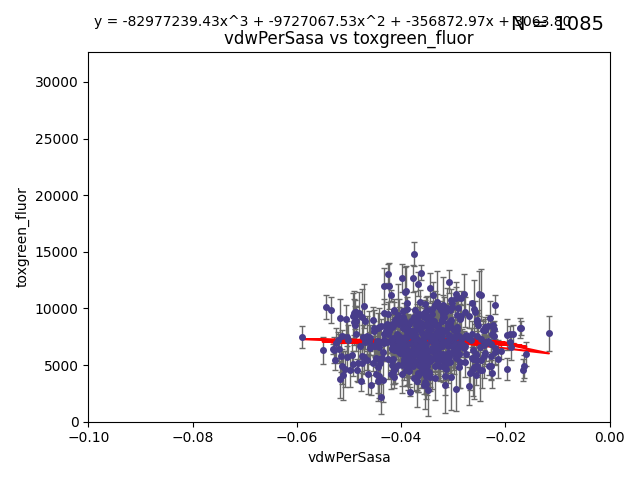 y = -82977239.43x^3 + -9727067.53x^2 + -356872.97x + 3063.80
N = 1085
vdwPerSasa vs toxgreen_fluor
30000
25000
20000
15000
10000
5000
0
toxgreen_fluor
−0.10 −0.08 −0.06 −0.04 −0.02 0.00
vdwPerSasa